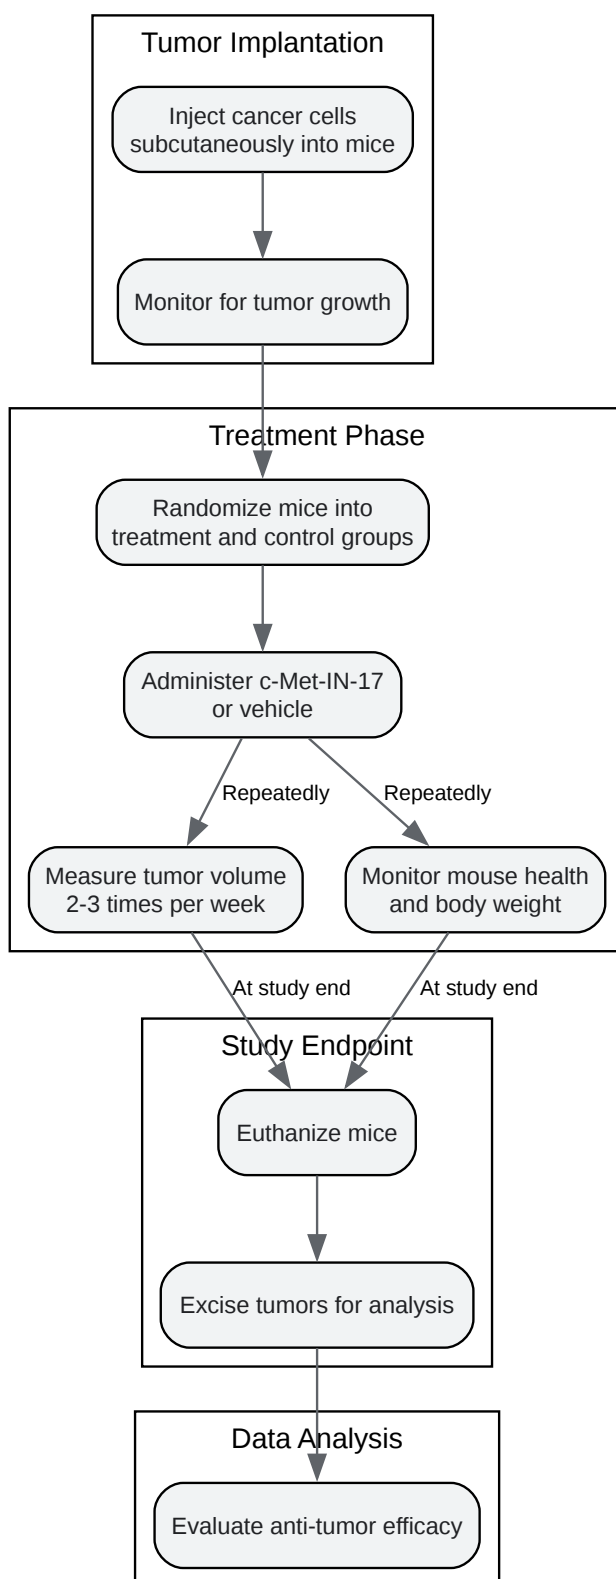 Tumor Implantation
Inject cancer cells
subcutaneously into mice
Monitor for tumor growth
Treatment Phase
Randomize mice into
treatment and control groups
Administer c-Met-IN-17
or vehicle
Repeatedly
Repeatedly
Measure tumor volume
2-3 times per week
Monitor mouse health
and body weight
At study end
At study end
Study Endpoint
Euthanize mice
Excise tumors for analysis
Data Analysis
Evaluate anti-tumor efficacy